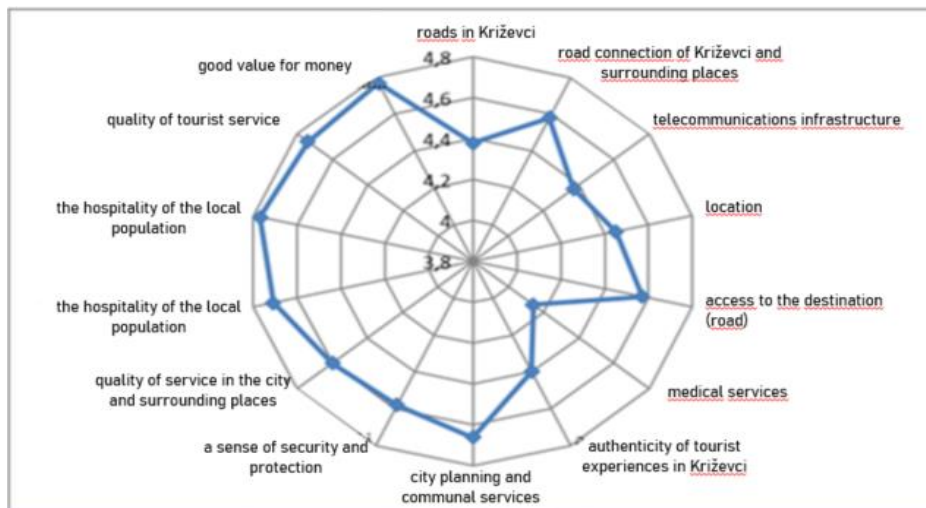 roads in Križevci
road connection of Križevci and
surrounding places
telecommunications infrastructure
location
access to the destination
(road)
medical services
authenticity of tourist
experiences in Križevci
city planning and
communal services
a sense of security and
protection
quality of service in the city
and surrounding places
the hospitality of the local
population
the hospitality of the local
population
quality of tourist service
good value for money
4,8
4,6
4,4
4,2
4
3,8